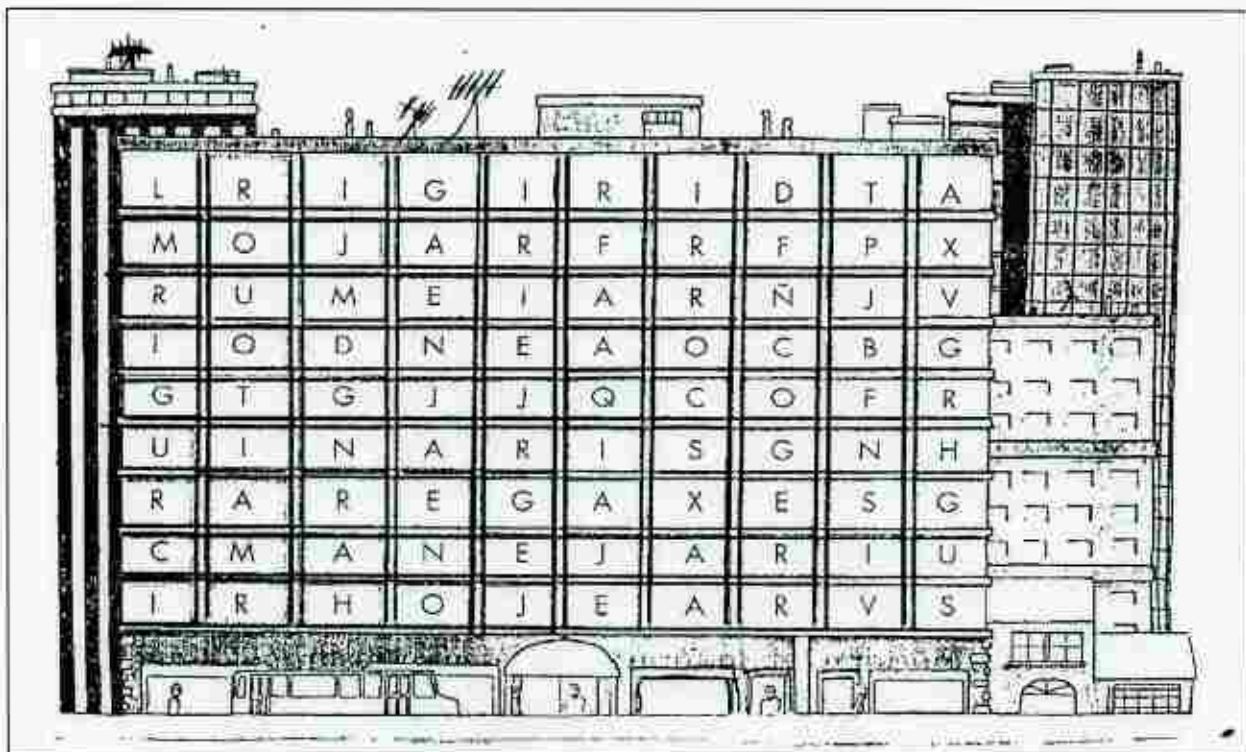 L R I G I R I D T A
M O J A R F R F P X
R U M E I A R Ñ J V
I O D N E A O C B G
G T G J J Q C O F R
U I N A R I S G N H
R A R E G A X E S G
C M A N E J A R I U
I R H O J E A R V S